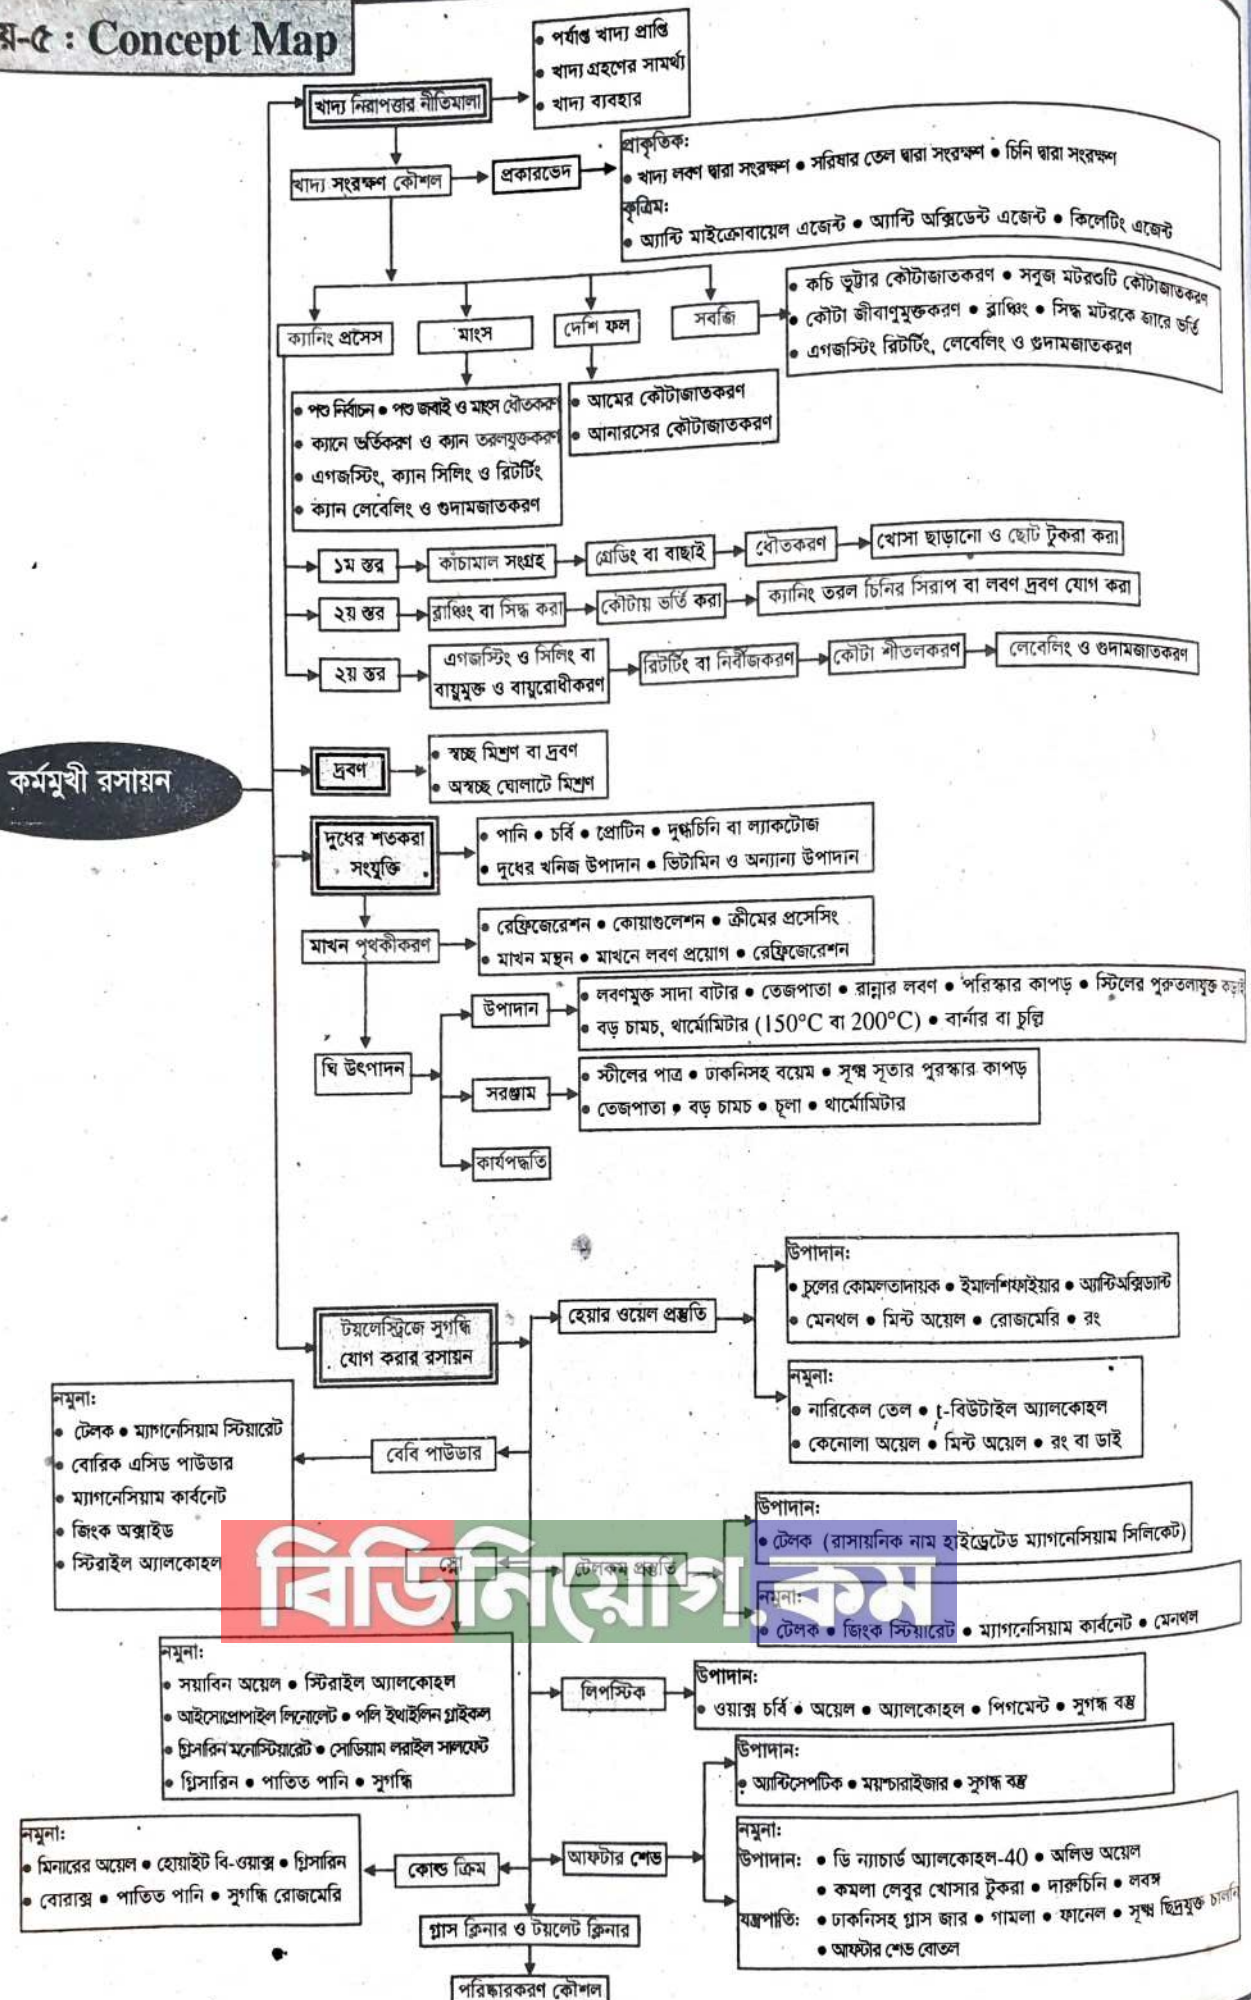 য়-৫ : Concept Map
খাদ্য নিরাপত্তার নীতিমালা
• পর্যাপ্ত খাদ্য প্রাপ্তি
• খাদ্য গ্রহণের সামর্থ্য
• খাদ্য ব্যবহার
খাদ্য সংরক্ষণ কৌশল
প্রকারভেদ
প্রাকৃতিক:
• খাদ্য লবণ দ্বারা সংরক্ষণ • সরিষার তেল দ্বারা সংরক্ষণ • চিনি দ্বারা সংরক্ষণ
কৃত্রিম:
• অ্যান্টি মাইক্রোবায়েল এজেন্ট • অ্যান্টি অক্সিডেন্ট এজেন্ট • কিলেটিং এজেন্ট
ক্যানিং প্রসেস
মাংস
দেশি ফল
সবজি
• কচি ভুট্টার কৌটাজাতকরণ • সবুজ মটরশুটি কৌটাজাতকরণ
• কৌটা জীবাণুমুক্তকরণ • ব্লাঞ্চিং • সিদ্ধ মটরকে জারে ভর্তি
• এগজস্টিং রিটর্টিং, লেবেলিং ও গুদামজাতকরণ
• পশু নির্বাচন • পশু জবাই ও মাংস ধৌতকরণ
• ক্যানে ভর্তিকরণ ও ক্যান তরলযুক্তকরণ
• এগজস্টিং, ক্যান সিলিং ও রিটর্টিং
• ক্যান লেবেলিং ও গুদামজাতকরণ
• আমের কৌটাজাতকরণ
• আনারসের কৌটাজাতকরণ
১ম স্তর
কাঁচামাল সংগ্রহ
গ্রেডিং বা বাছাই
ধৌতকরণ
খোসা ছাড়ানো ও ছোট টুকরা করা
২য় স্তর
ব্লাঞ্চিং বা সিদ্ধ করা
কৌটায় ভর্তি করা
ক্যানিং তরল চিনির সিরাপ বা লবণ দ্রবণ যোগ করা
২য় স্তর
এগজস্টিং ও সিলিং বা
বায়ুমুক্ত ও বায়ুরোধীকরণ
রিটর্টিং বা নির্বীজকরণ
কৌটা শীতলকরণ
লেবেলিং ও গুদামজাতকরণ
কর্মমুখী রসায়ন
দ্রবণ
• স্বচ্ছ মিশ্রণ বা দ্রবণ
• অস্বচ্ছ ঘোলাটে মিশ্রণ
দুধের শতকরা
সংযুক্তি
• পানি • চর্বি • প্রোটিন • দুগ্ধচিনি বা ল্যাকটোজ
• দুধের খনিজ উপাদান • ভিটামিন ও অন্যান্য উপাদান
মাখন পৃথকীকরণ
• রেফ্রিজেরেশন • কোয়াগুলেশন • ক্রীমের প্রসেসিং
• মাখন মন্থন • মাখনে লবণ প্রয়োগ • রেফ্রিজেরেশন
ঘি উৎপাদন
উপাদান
• লবণমুক্ত সাদা বাটার • তেজপাতা • রান্নার লবণ • পরিস্কার কাপড় • স্টিলের পুরুতলাযুক্ত কড়াই
• বড় চামচ, থার্মোমিটার (150°C বা 200°C) • বার্নার বা চুল্লি
সরঞ্জাম
• স্টীলের পাত্র • ঢাকনিসহ বয়েম • সূক্ষ্ম সূতার পুরস্কার কাপড়
• তেজপাতা • বড় চামচ • চূলা • থার্মোমিটার
কার্যপদ্ধতি
টয়লেস্ট্রিজে সুগন্ধি
যোগ করার রসায়ন
হেয়ার ওয়েল প্রস্তুতি
উপাদান:
• চুলের কোমলতাদায়ক • ইমালশিফাইয়ার • অ্যান্টিঅক্সিড্যান্ট
• মেনথল • মিন্ট অয়েল • রোজমেরি • রং
নমুনা:
• নারিকেল তেল • t-বিউটাইল অ্যালকোহল
• কেনোলা অয়েল • মিন্ট অয়েল • রং বা ডাই
বেবি পাউডার
নমুনা:
• টেলক • ম্যাগনেসিয়াম স্টিয়ারেট
• বোরিক এসিড পাউডার
• ম্যাগনেসিয়াম কার্বনেট
• জিংক অক্সাইড
• স্টিরাইল অ্যালকোহল
স্নো
টেলকম প্রস্তুতি
উপাদান:
• টেলক (রাসায়নিক নাম হাইড্রেটেড ম্যাগনেসিয়াম সিলিকেট)
নমুনা:
• টেলক • জিংক স্টিয়ারেট • ম্যাগনেসিয়াম কার্বনেট • মেনথল
বিডিনিয়োগ.কম
নমুনা:
• সয়াবিন অয়েল • স্টিরাইল অ্যালকোহল
• আইসোপ্রোপাইল লিনোলেট • পলি ইথাইলিন গ্লাইকল
• গ্লিসারিন মনোস্টিয়ারেট • সোডিয়াম লরাইল সালফেট
• গ্লিসারিন • পাতিত পানি • সুগন্ধি
লিপস্টিক
উপাদান:
• ওয়াক্স চর্বি • অয়েল • অ্যালকোহল • পিগমেন্ট • সুগন্ধ বস্তু
আফটার শেভ
উপাদান:
• অ্যান্টিসেপটিক • ময়শ্চারাইজার • সুগন্ধ বস্তু
নমুনা:
উপাদান: • ডি ন্যাচার্ড অ্যালকোহল-40 • অলিভ অয়েল
• কমলা লেবুর খোসার টুকরা • দারুচিনি • লবঙ্গ
যন্ত্রপাতি: • ঢাকনিসহ গ্লাস জার • গামলা • ফানেল • সূক্ষ্ম ছিদ্রযুক্ত চালনি
• আফটার শেভ বোতল
কোল্ড ক্রিম
নমুনা:
• মিনারের অয়েল • হোয়াইট বি-ওয়াক্স • গ্লিসারিন
• বোরাক্স • পাতিত পানি • সুগন্ধি রোজমেরি
গ্লাস ক্লিনার ও টয়লেট ক্লিনার
পরিষ্কারকরণ কৌশল